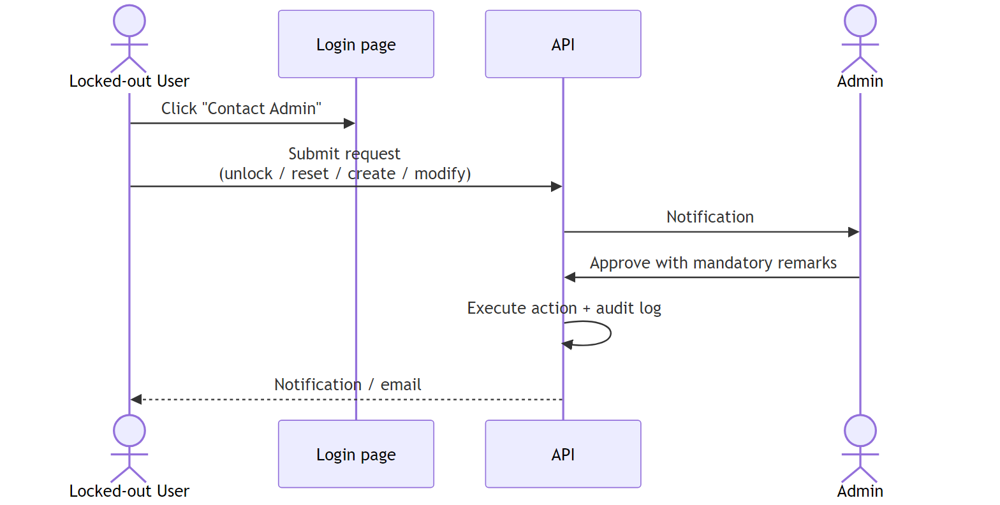 Locked-out User
Login page
API
Admin
Click "Contact Admin"
Submit request
(unlock / reset / create / modify)
Notification
Approve with mandatory remarks
Execute action + audit log
Notification / email
Locked-out User
Login page
API
Admin